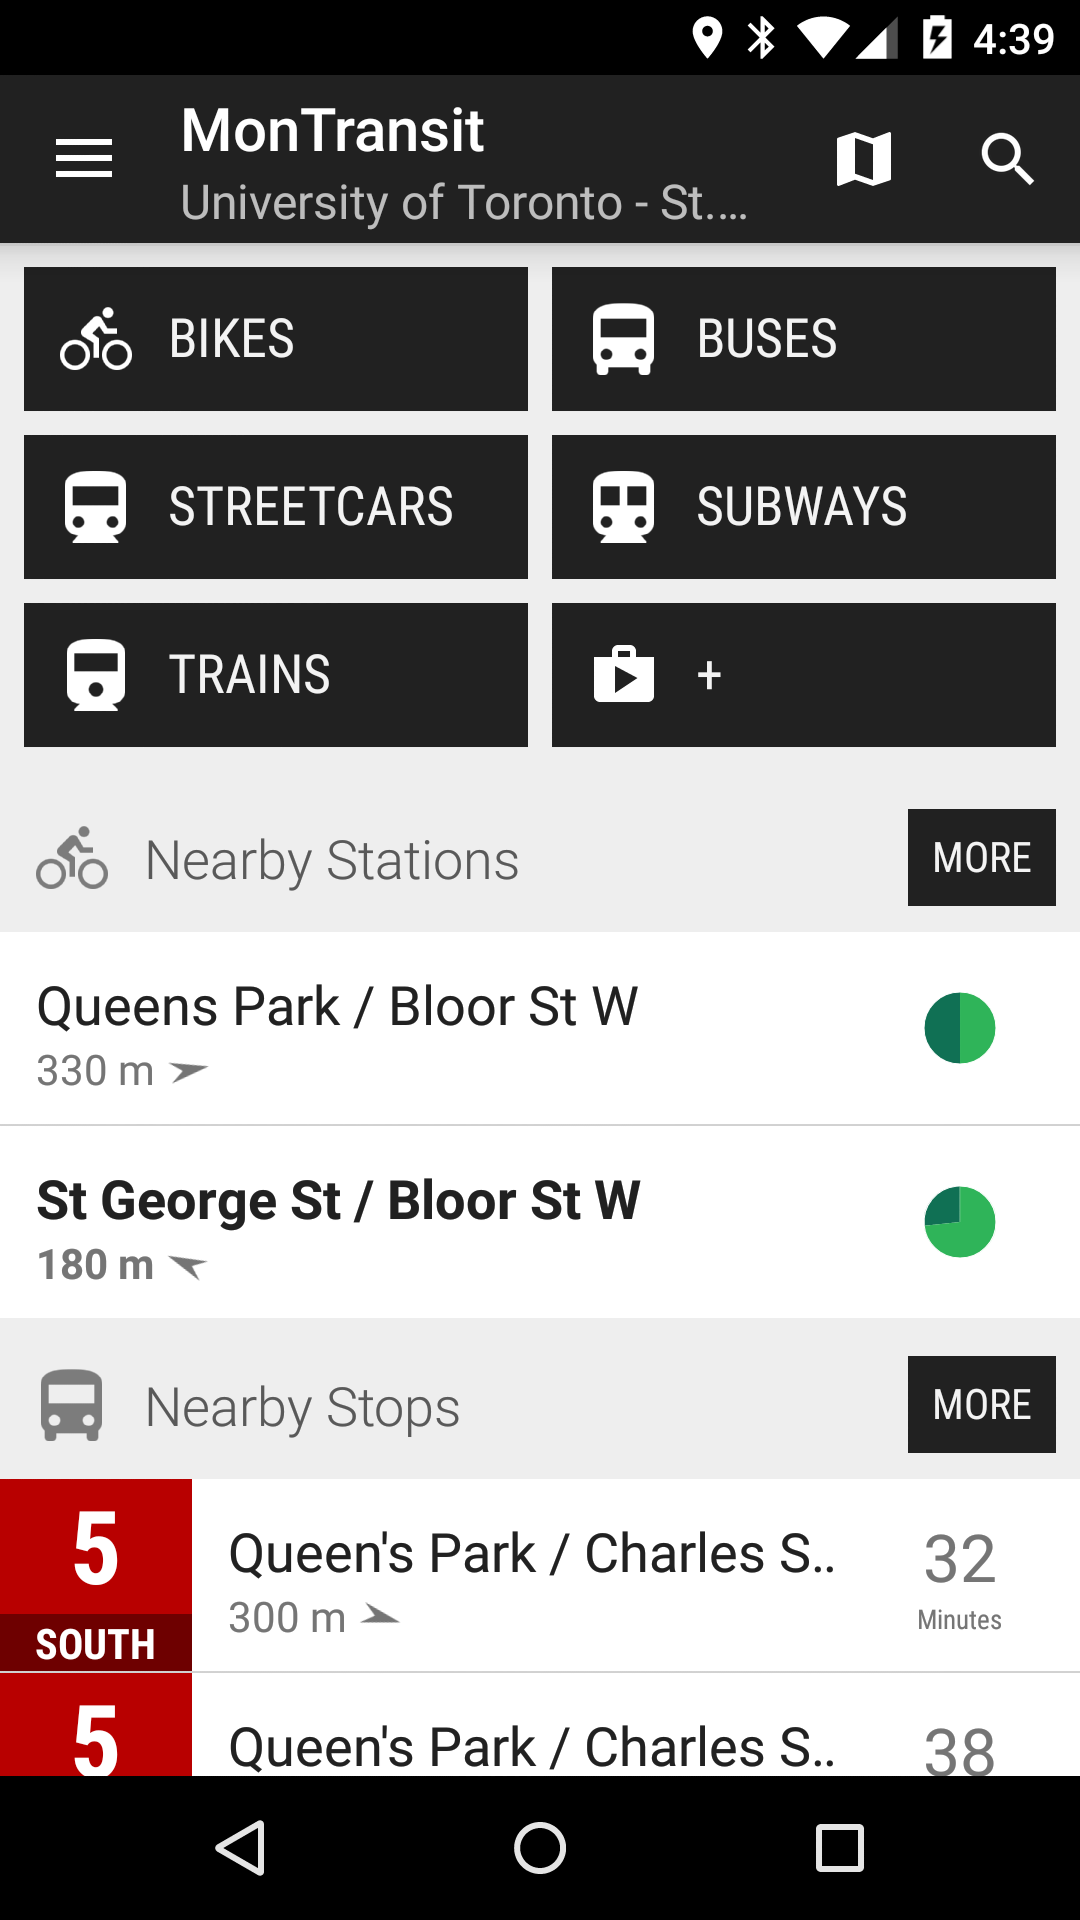 4:39
MonTransit
University of Toronto - St....
BIKES
BUSES
STREETCARS
SUBWAYS
TRAINS
+
Nearby Stations
MORE
Queens Park / Bloor St W
330 m
St George St / Bloor St W
180 m
Nearby Stops
MORE
5
SOUTH
Queen's Park / Charles S..
300 m
32
Minutes
5
Queen's Park / Charles S..
38